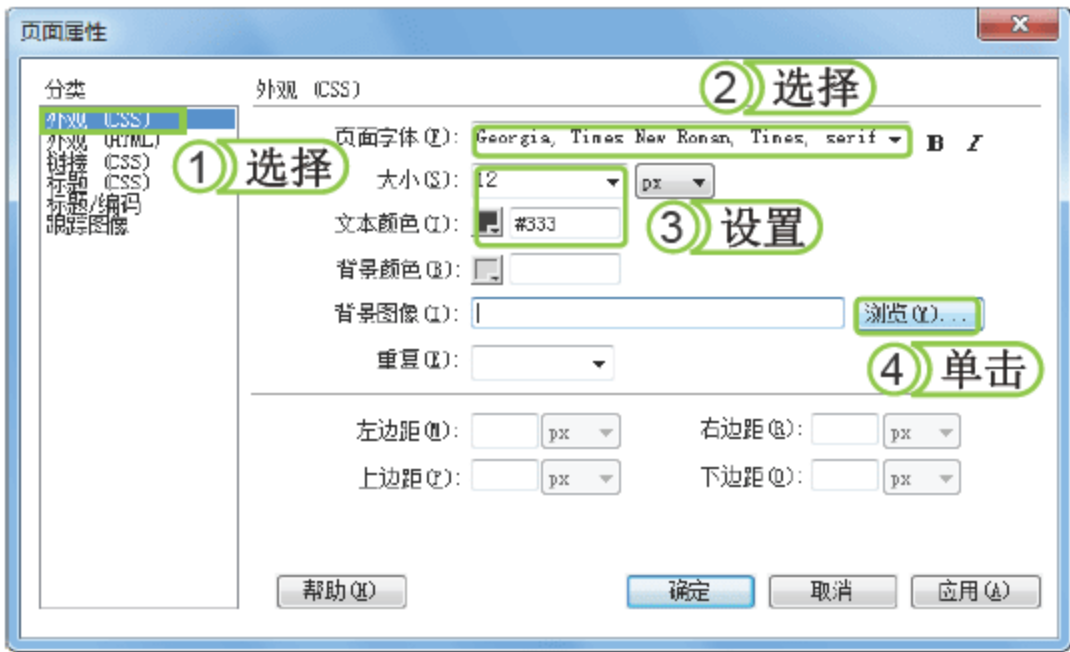 页面属性
分类
外观 (CSS)
外观 (HTML)
链接 (CSS)
标题 (CSS)
标题/编码
跟踪图像
① 选择
外观 (CSS)
② 选择
页面字体(F): Georgia, Times New Roman, Times, serif B I
大小(S): 12 px
文本颜色(T): #333
③ 设置
背景颜色(B):
背景图像(I): 浏览(Y)...
④ 单击
重复(E):
左边距(M): px 右边距(R): px
上边距(P): px 下边距(O): px
帮助(H) 确定 取消 应用(A)